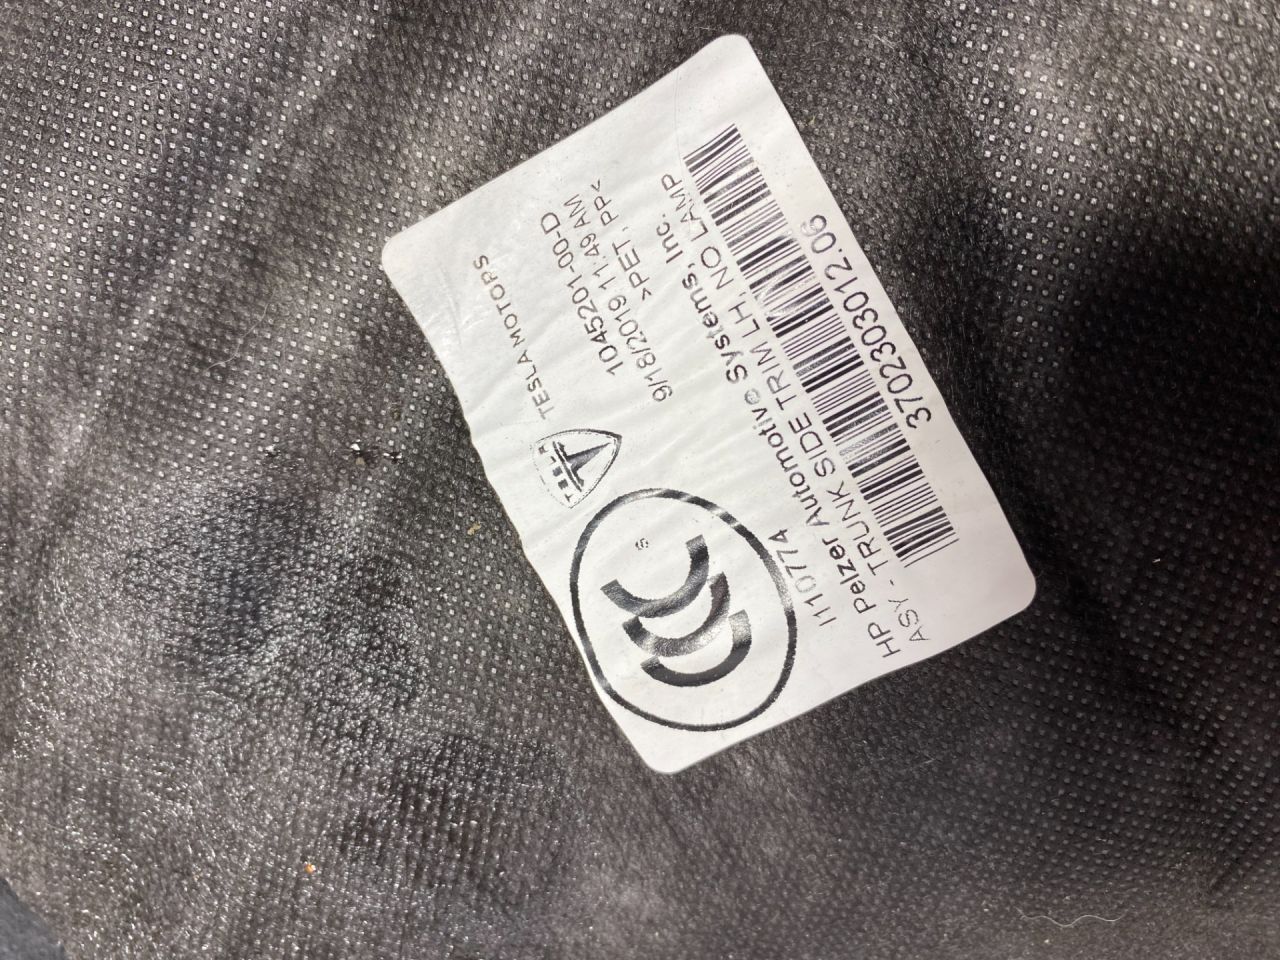 TESLA MOTORS
1045201-00-D
9/18/2019 11:49 AM
>PET , PP<
I110774
HP Pelzer Automotive Systems, Inc.
ASY - TRUNK SIDE TRIM LH, NO LAMP
3702303012.06